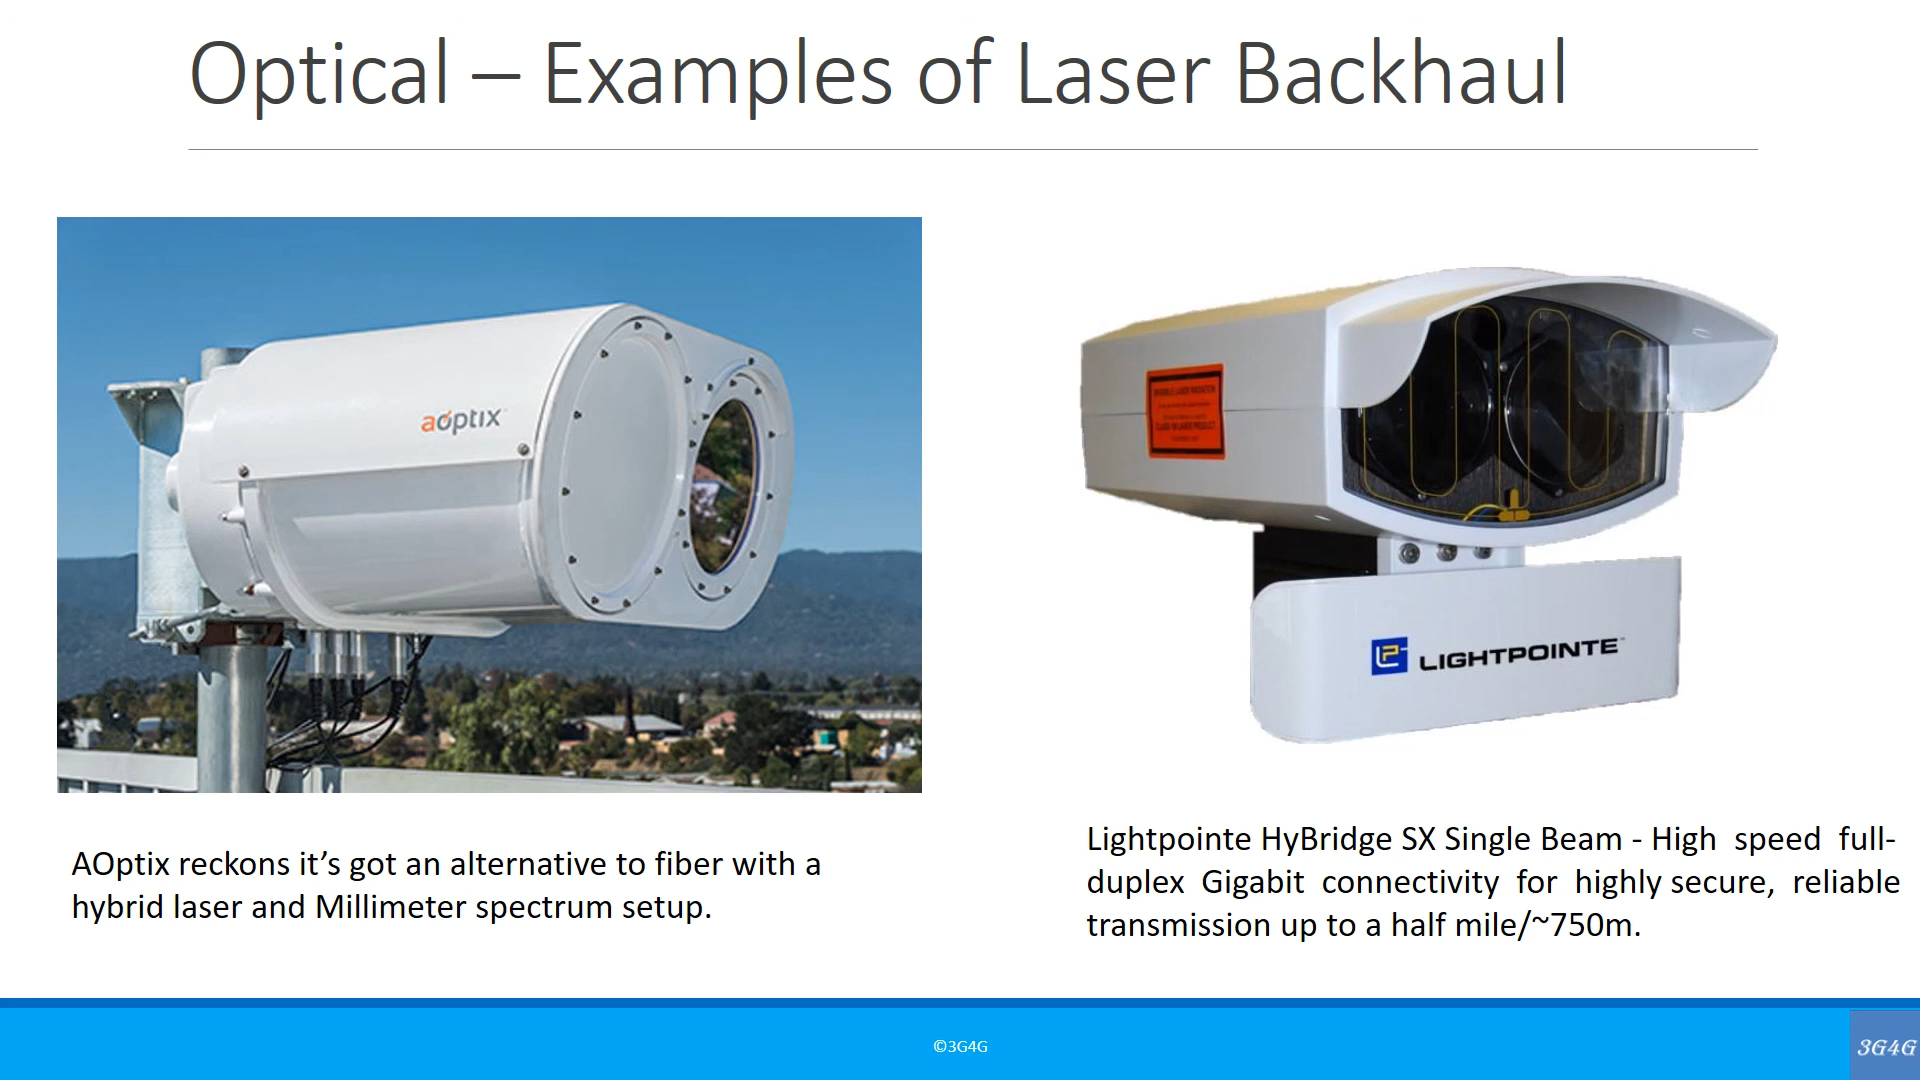 Optical – Examples of Laser Backhaul
aoptix
LIGHTPOINTE
AOptix reckons it’s got an alternative to fiber with a
hybrid laser and Millimeter spectrum setup.
Lightpointe HyBridge SX Single Beam - High speed full-
duplex Gigabit connectivity for highly secure, reliable
transmission up to a half mile/~750m.
©3G4G
3G4G